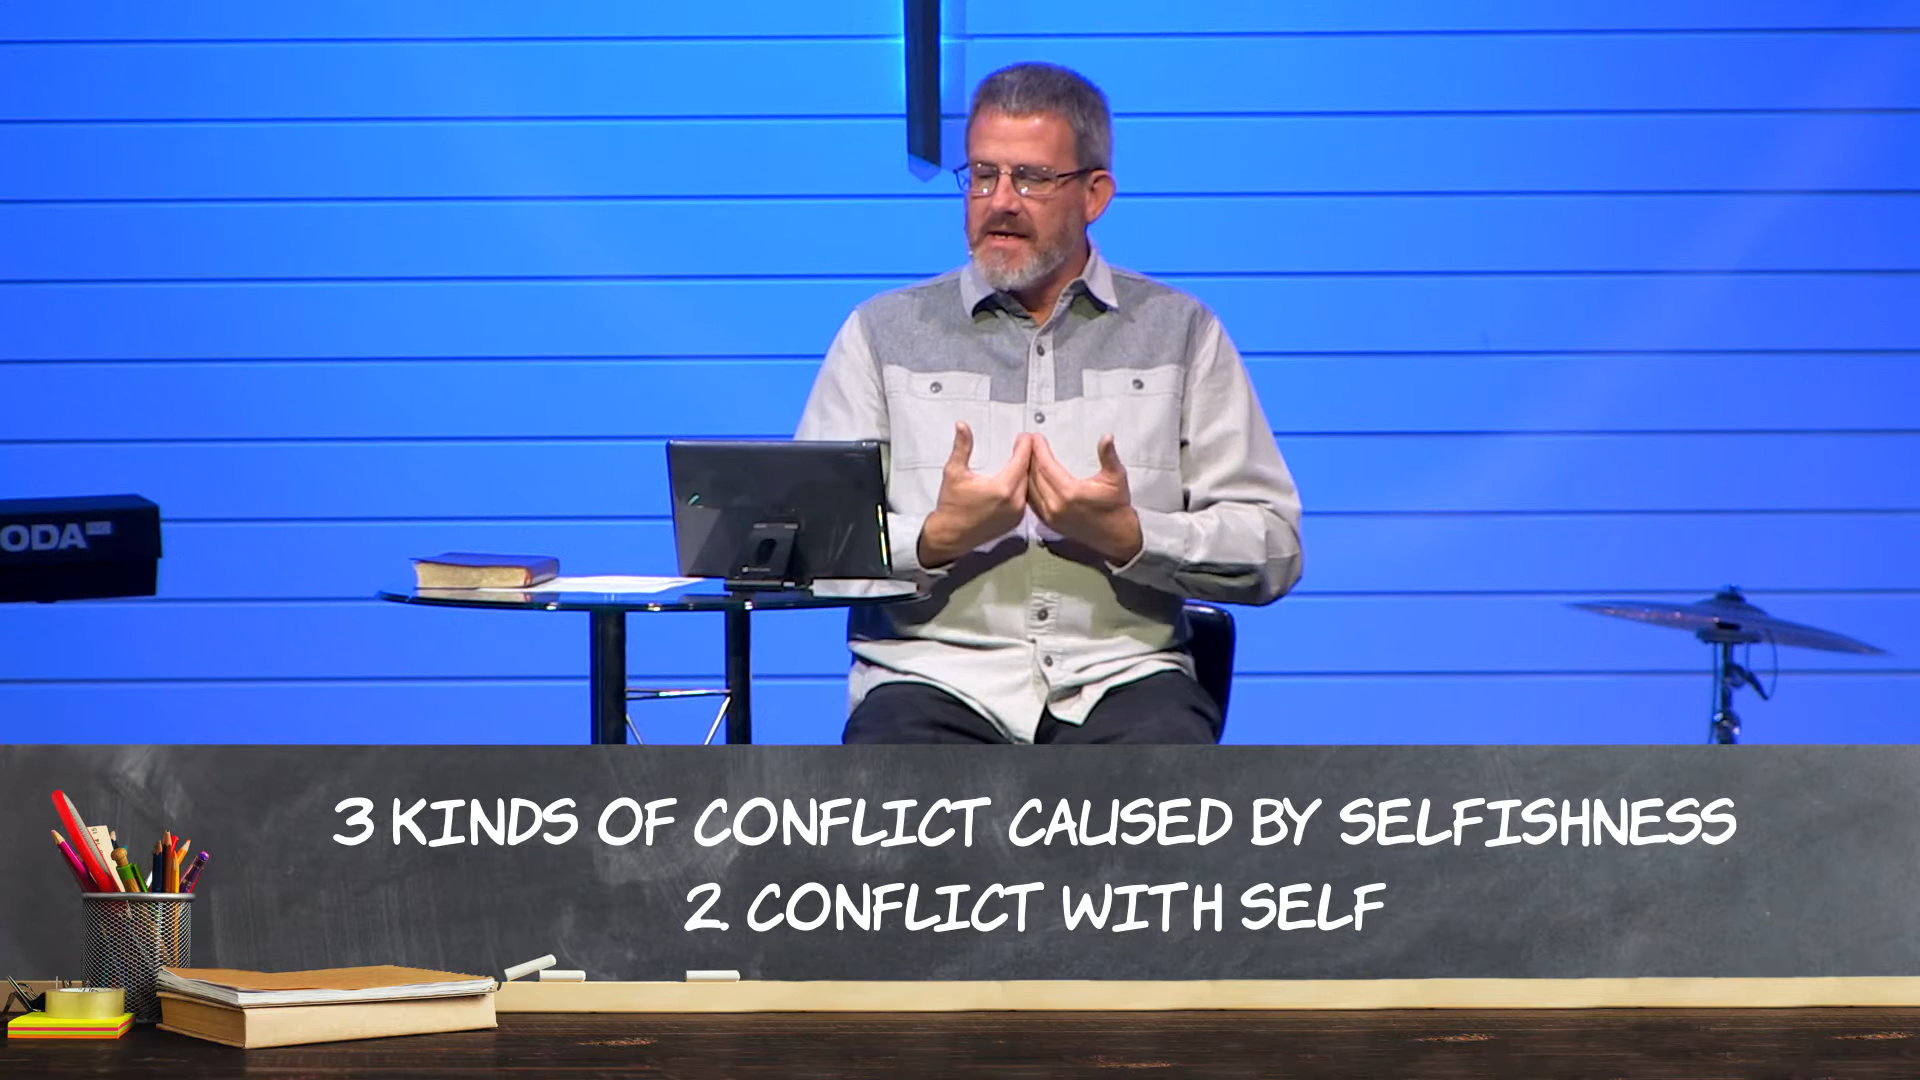 ODA
3 KINDS OF CONFLICT CAUSED BY SELFISHNESS
2. CONFLICT WITH SELF